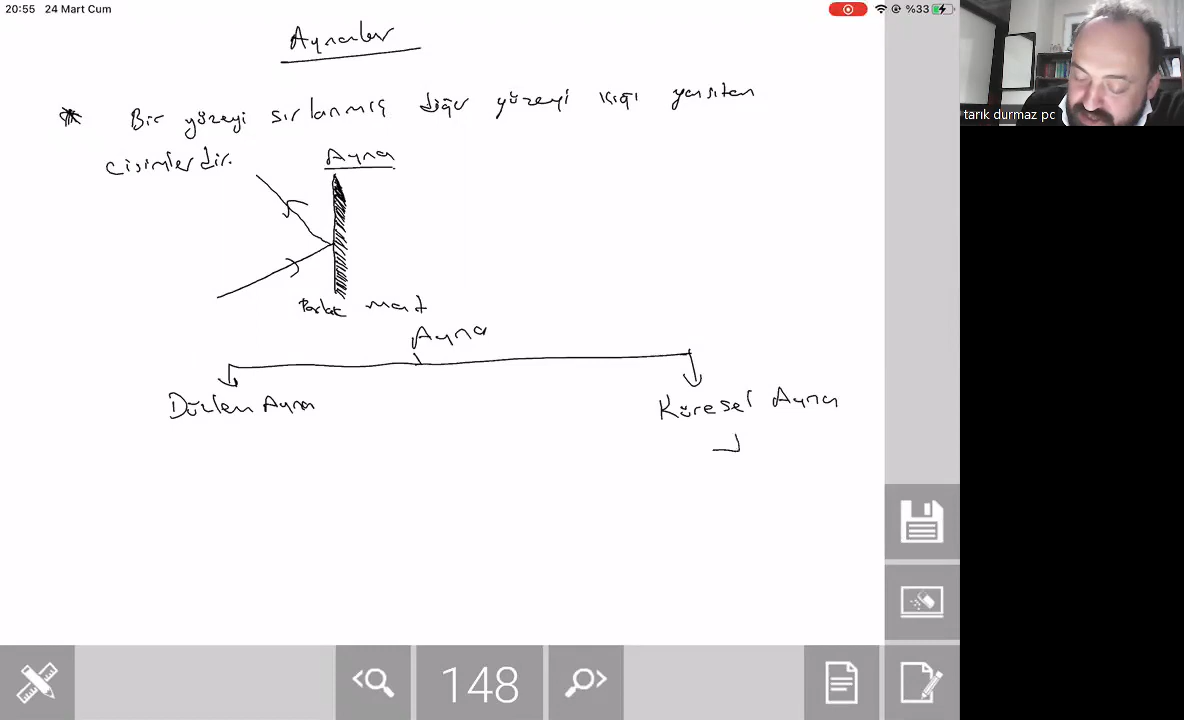 20:55 24 Mart Cum %33
Aynalar
Bir yüzeyi sırlanmış diğer yüzeyi ışığı yansıtan
cisimlerdir.
Ayna
Parlak mat
Ayna
Düzlem Ayna
Küresel Ayna
148
tarık durmaz pc